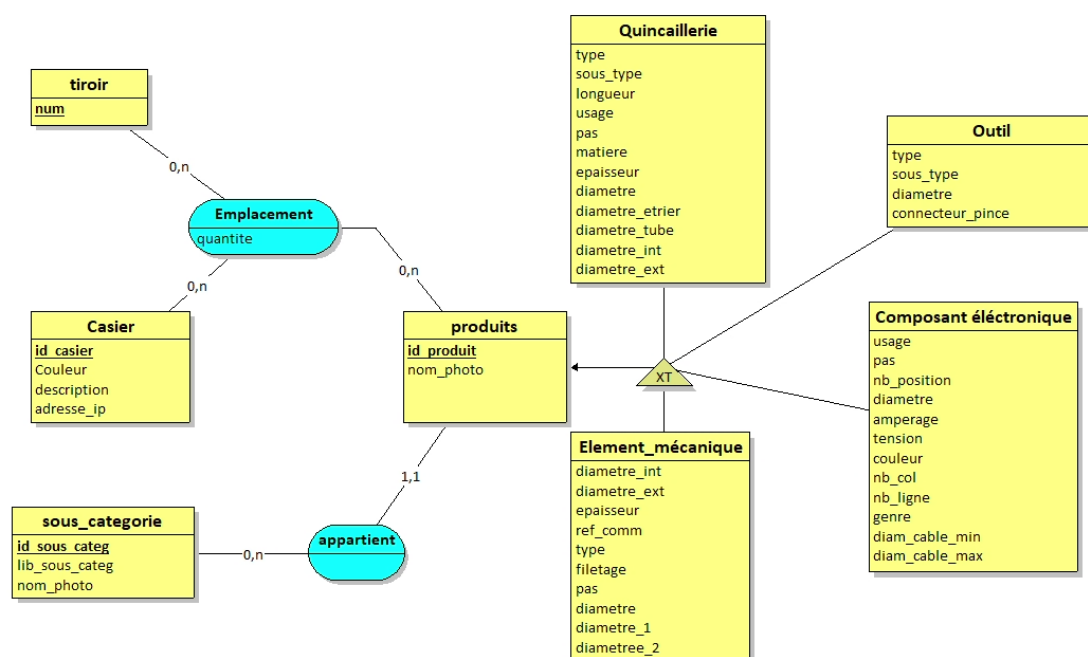 tiroir
num
0,n
Emplacement
quantite
0,n
0,n
Casier
id_casier
Couleur
description
adresse_ip
produits
id_produit
nom_photo
1,1
appartient
0,n
sous_categorie
id_sous_categ
lib_sous_categ
nom_photo
Quincaillerie
type
sous_type
longueur
usage
pas
matiere
epaisseur
diamètre
diametre_etrier
diametre_tube
diametre_int
diametre_ext
XT
Outil
type
sous_type
diametre
connecteur_pince
Composant éléctronique
usage
pas
nb_position
diametre
amperage
tension
couleur
nb_col
nb_ligne
genre
diam_cable_min
diam_cable_max
Element_mécanique
diamètre_int
diametre_ext
epaisseur
ref_comm
type
filetage
pas
diamètre
diametre_1
diametree_2